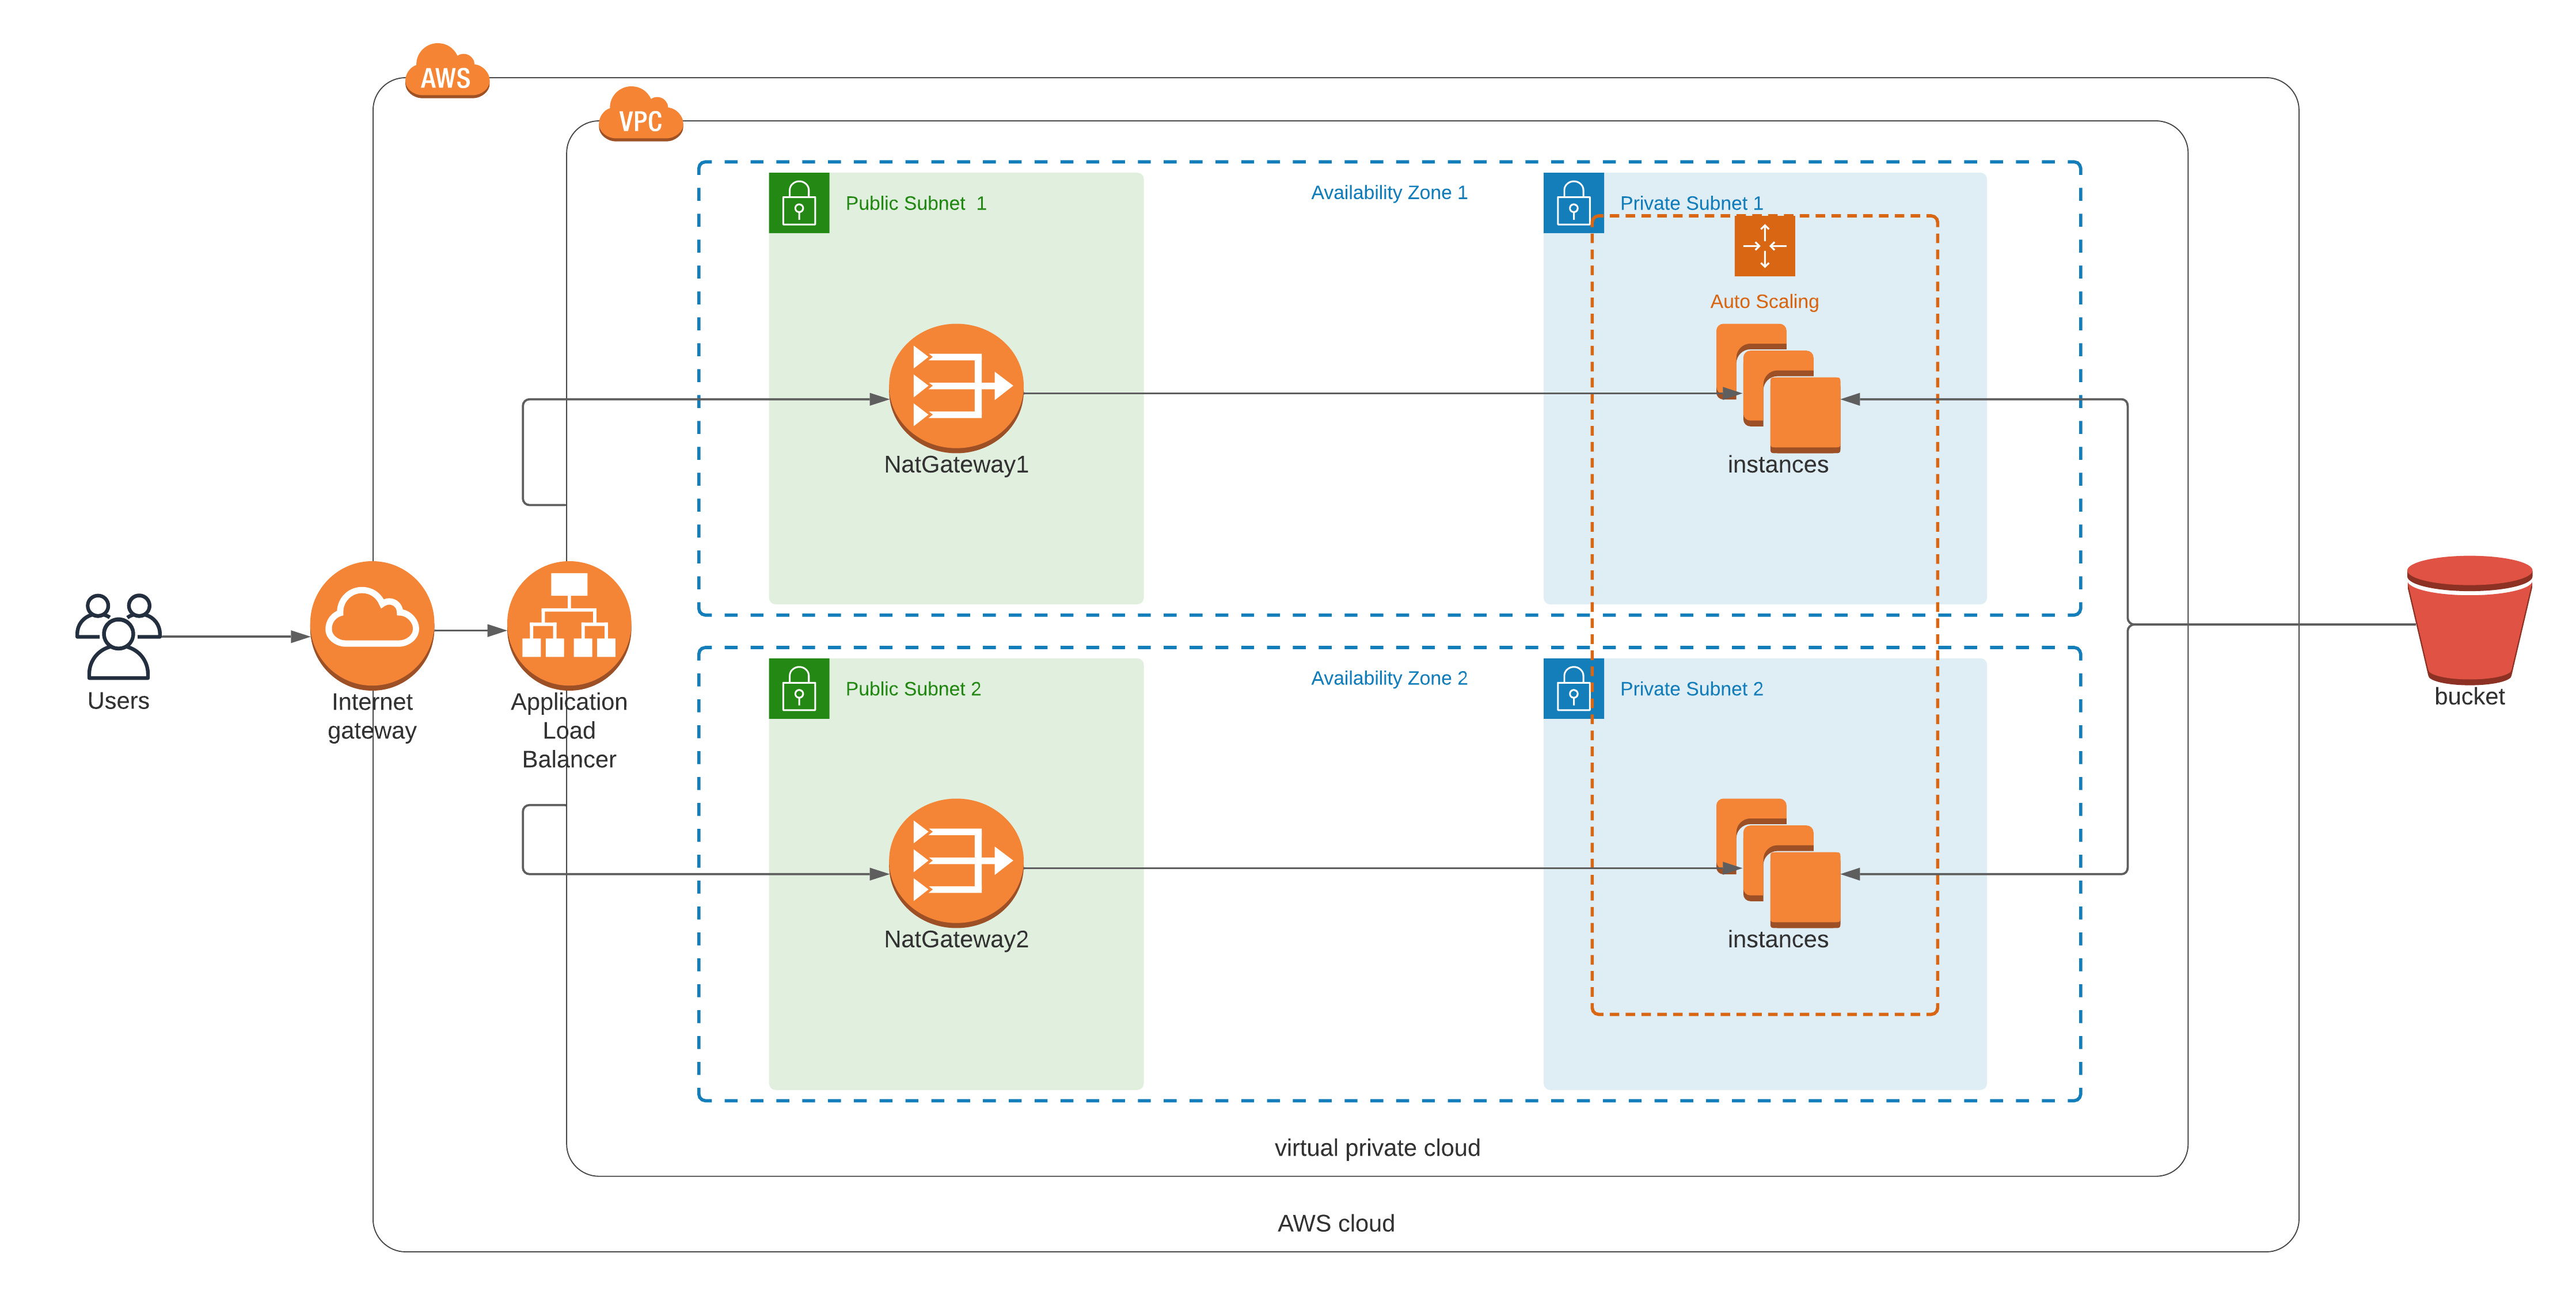 AWS
VPC
Public Subnet  1
Availability Zone 1
Private Subnet 1
Auto Scaling
NatGateway1
instances
Users
Internet
gateway
Application
Load
Balancer
bucket
Public Subnet 2
Availability Zone 2
Private Subnet 2
NatGateway2
instances
virtual private cloud
AWS cloud